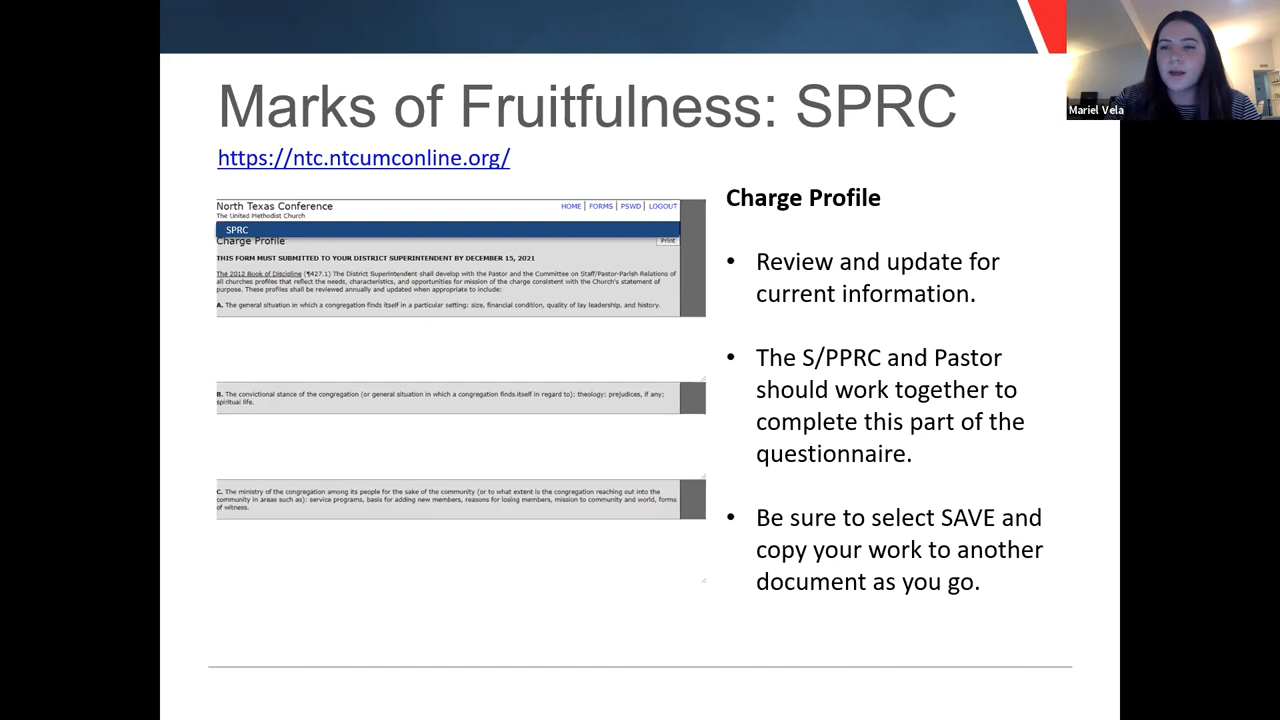 Marks of Fruitfulness: SPRC
https://ntc.ntcumconline.org/
North Texas Conference
The United Methodist Church
HOME | FORMS | PSWD | LOGOUT
SPRC
Charge Profile
Print
THIS FORM MUST SUBMITTED TO YOUR DISTRICT SUPERINTENDENT BY DECEMBER 15, 2021
The 2012 Book of Discipline (¶427.1) The District Superintendent shall develop with the Pastor and the Committee on Staff/Pastor-Parish Relations of
all churches profiles that reflect the needs, characteristics, and opportunities for mission of the charge consistent with the Church's statement of
purpose. These profiles shall be reviewed annually and updated when appropriate to include:
A. The general situation in which a congregation finds itself in a particular setting: size, financial condition, quality of lay leadership, and history.
B. The convictional stance of the congregation (or general situation in which a congregation finds itself in regard to): theology: prejudices, if any;
spiritual life.
C. The ministry of the congregation among its people for the sake of the community (or to what extent is the congregation reaching out into the
community in areas such as): service programs, basis for adding new members, reasons for losing members, mission to community and world, forms
of witness.
Charge Profile
• Review and update for
current information.
• The S/PPRC and Pastor
should work together to
complete this part of the
questionnaire.
• Be sure to select SAVE and
copy your work to another
document as you go.
Mariel Vela